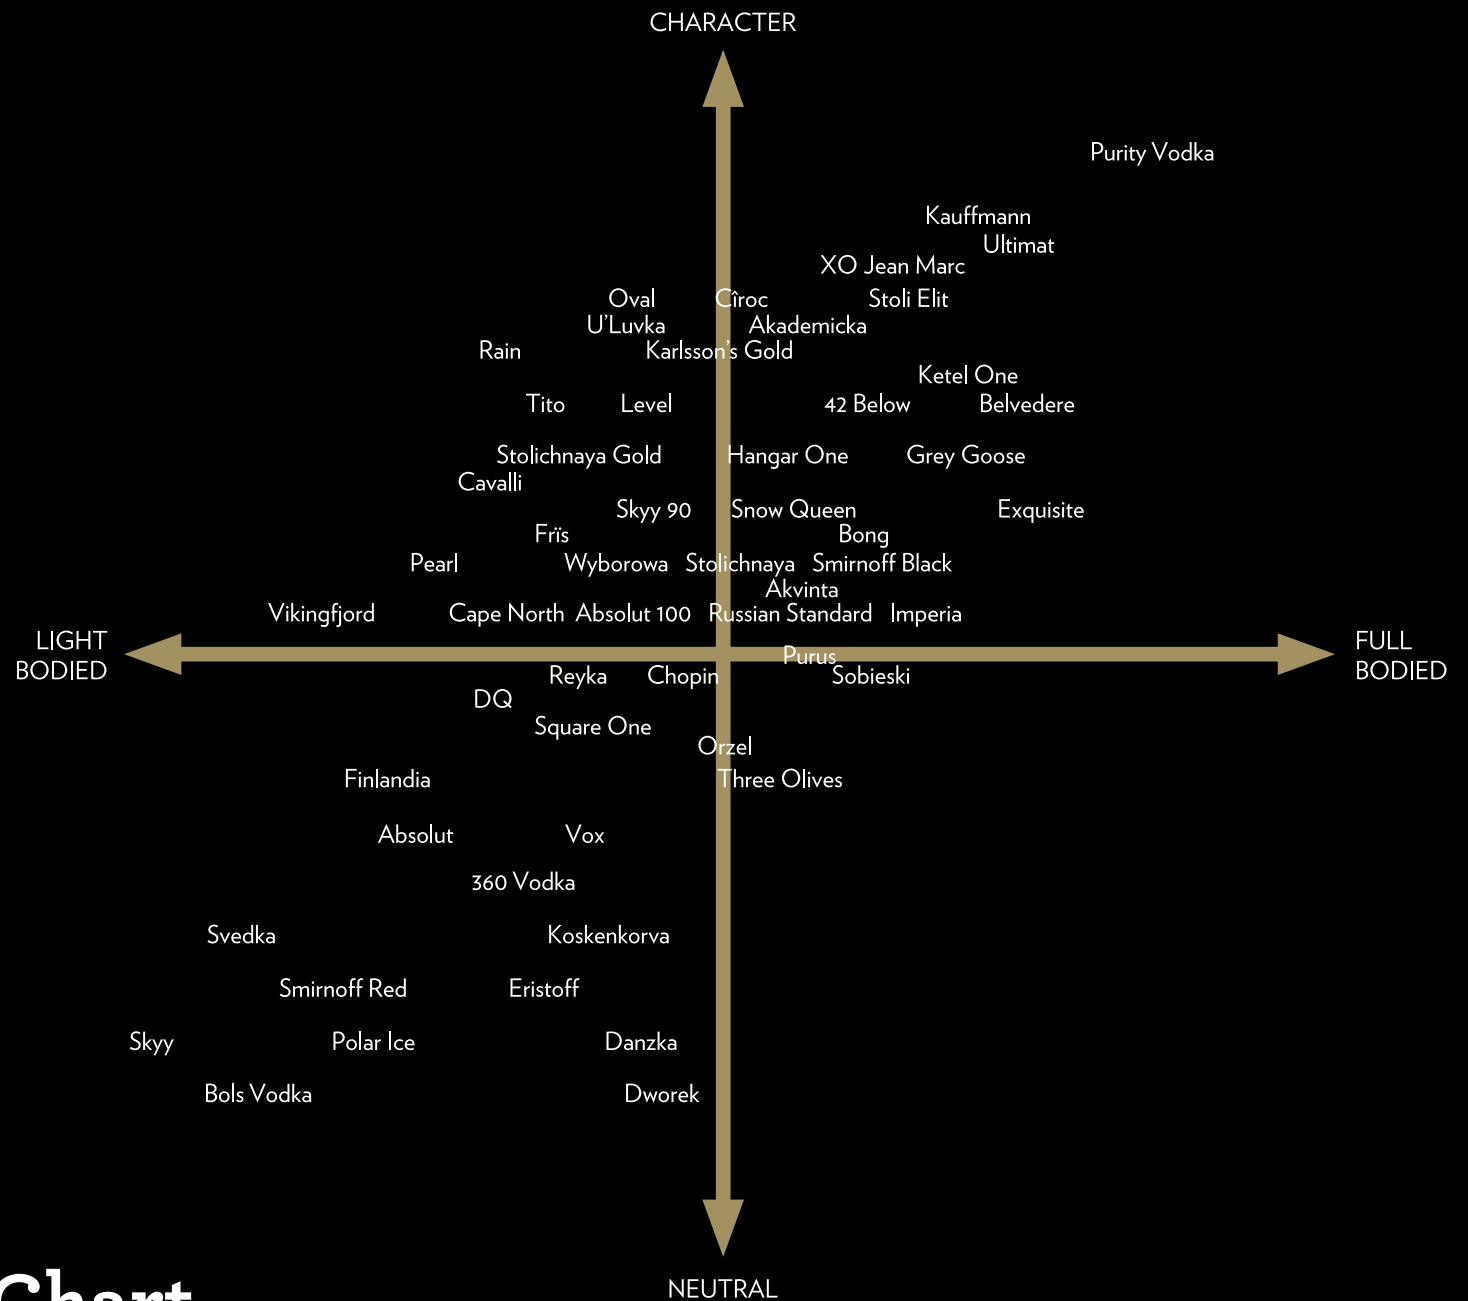 CHARACTER
Purity Vodka
Kauffmann
Ultimat
XO Jean Marc
Oval
Cîroc
Stoli Elit
U'Luvka
Akademicka
Rain
Karlsson's Gold
Ketel One
Tito
Level
42 Below
Belvedere
Stolichnaya Gold
Hangar One
Grey Goose
Cavalli
Skyy 90
Snow Queen
Exquisite
Frïs
Bong
Pearl
Wyborowa
Stolichnaya
Smirnoff Black
Akvinta
Vikingfjord
Cape North
Absolut 100
Russian Standard
Imperia
LIGHT
BODIED
FULL
BODIED
Purus
Reyka
Chopin
Sobieski
DQ
Square One
Orzel
Finlandia
Three Olives
Absolut
Vox
360 Vodka
Svedka
Koskenkorva
Smirnoff Red
Eristoff
Skyy
Polar Ice
Danzka
Bols Vodka
Dworek
NEUTRAL
Chart